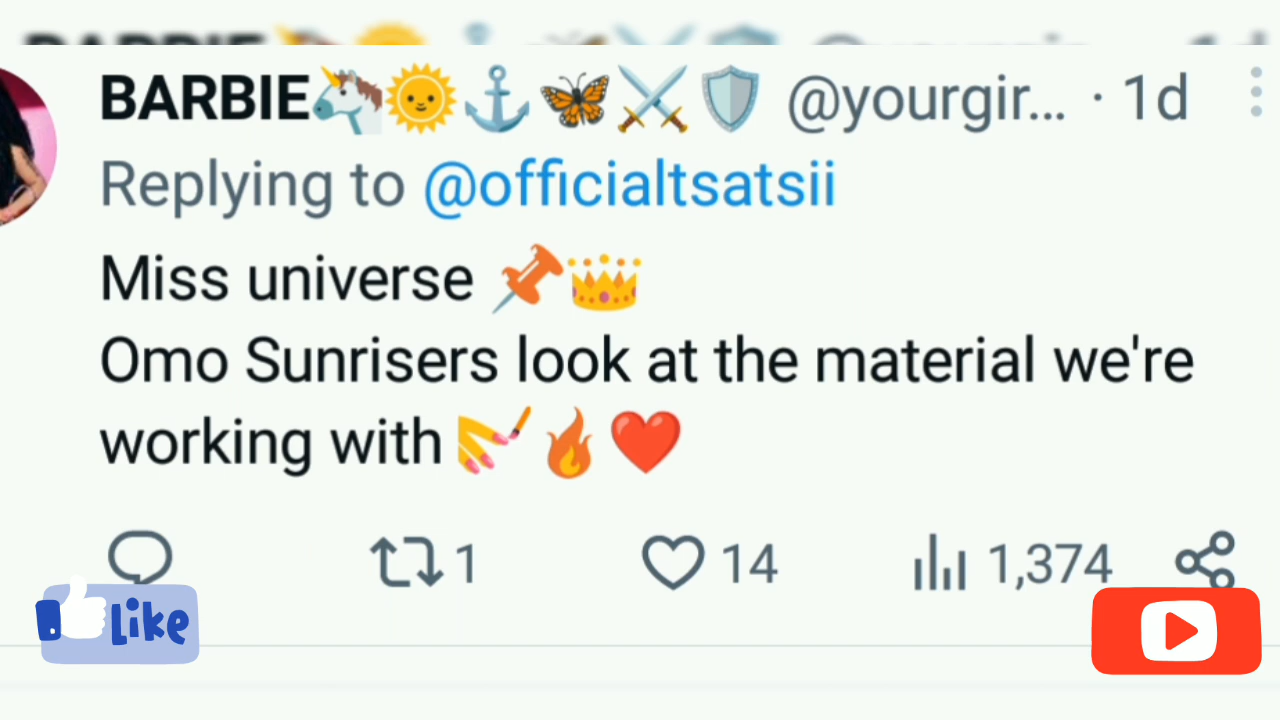 BARBIE🦄🌞⚓🦋⚔️🛡️ @yourgir... · 1d
Replying to @officialtsatsii
Miss universe 📌👑
Omo Sunrisers look at the material we're
working with 💅🔥❤️
1 14 1,374
Like